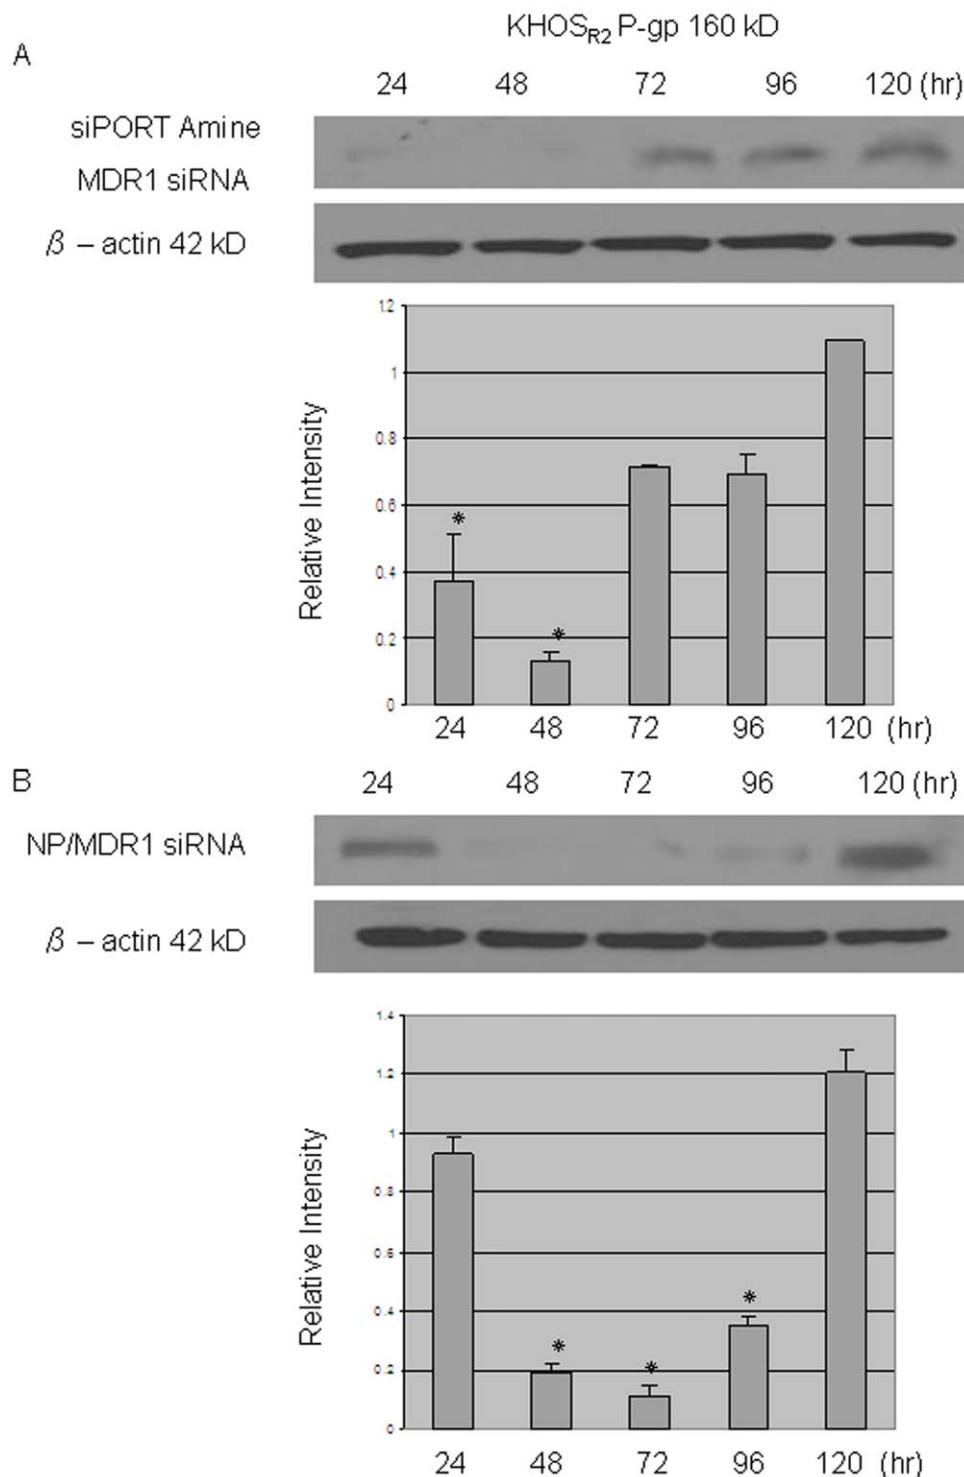 KHOSR2 P-gp 160 kD
A
24 48 72 96 120 (hr)
siPORT Amine
MDR1 siRNA
β – actin 42 kD
1.2
1
0.8
0.6
0.4
0.2
0
Relative Intensity
*
*
24 48 72 96 120 (hr)
B
24 48 72 96 120 (hr)
NP/MDR1 siRNA
β – actin 42 kD
1.4
1.2
1
0.8
0.6
0.4
0.2
0
Relative Intensity
*
*
*
24 48 72 96 120 (hr)